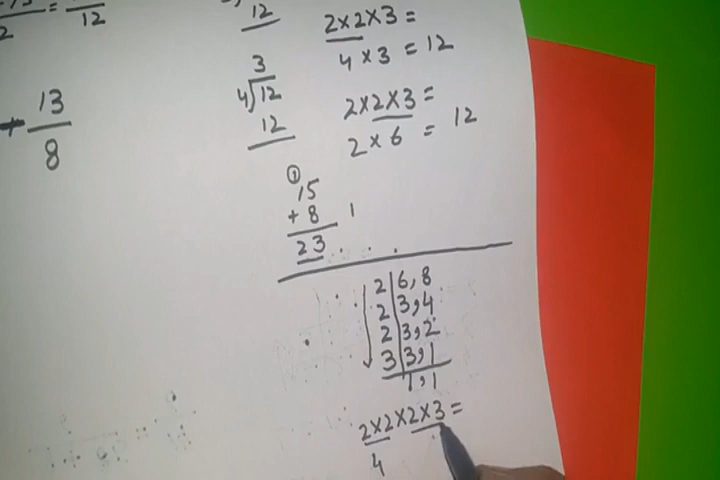 = 
2 12
+ 13
8
12
3
4 12
12
2×2×3=
4 × 3 = 12
2×2×3=
2 × 6 = 12
1
15
+ 8 1
23
2 6, 8
2 3, 4
2 3, 2
3 3, 1
1, 1
2×2×2×3=
4